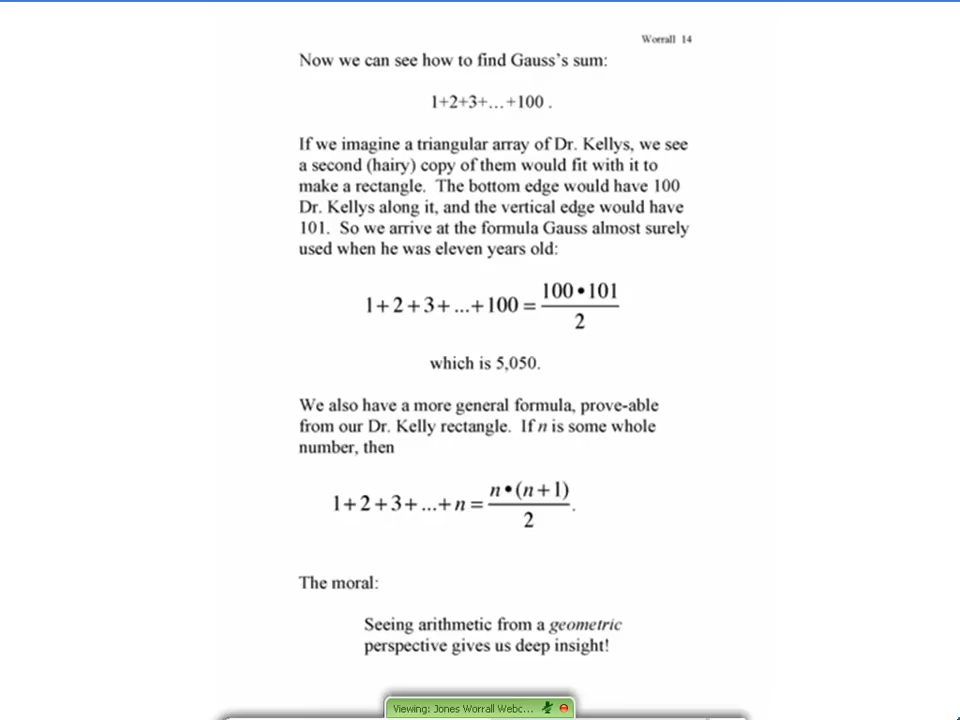 Worrall 14
Now we can see how to find Gauss's sum:
1+2+3+…+100 .
If we imagine a triangular array of Dr. Kellys, we see
a second (hairy) copy of them would fit with it to
make a rectangle. The bottom edge would have 100
Dr. Kellys along it, and the vertical edge would have
101. So we arrive at the formula Gauss almost surely
used when he was eleven years old:
1+2+3+...+100 = 100•101 / 2
which is 5,050.
We also have a more general formula, prove-able
from our Dr. Kelly rectangle. If n is some whole
number, then
1+2+3+...+n = n•(n+1) / 2 .
The moral:
Seeing arithmetic from a geometric
perspective gives us deep insight!
Viewing: Jones Worrall Webc...